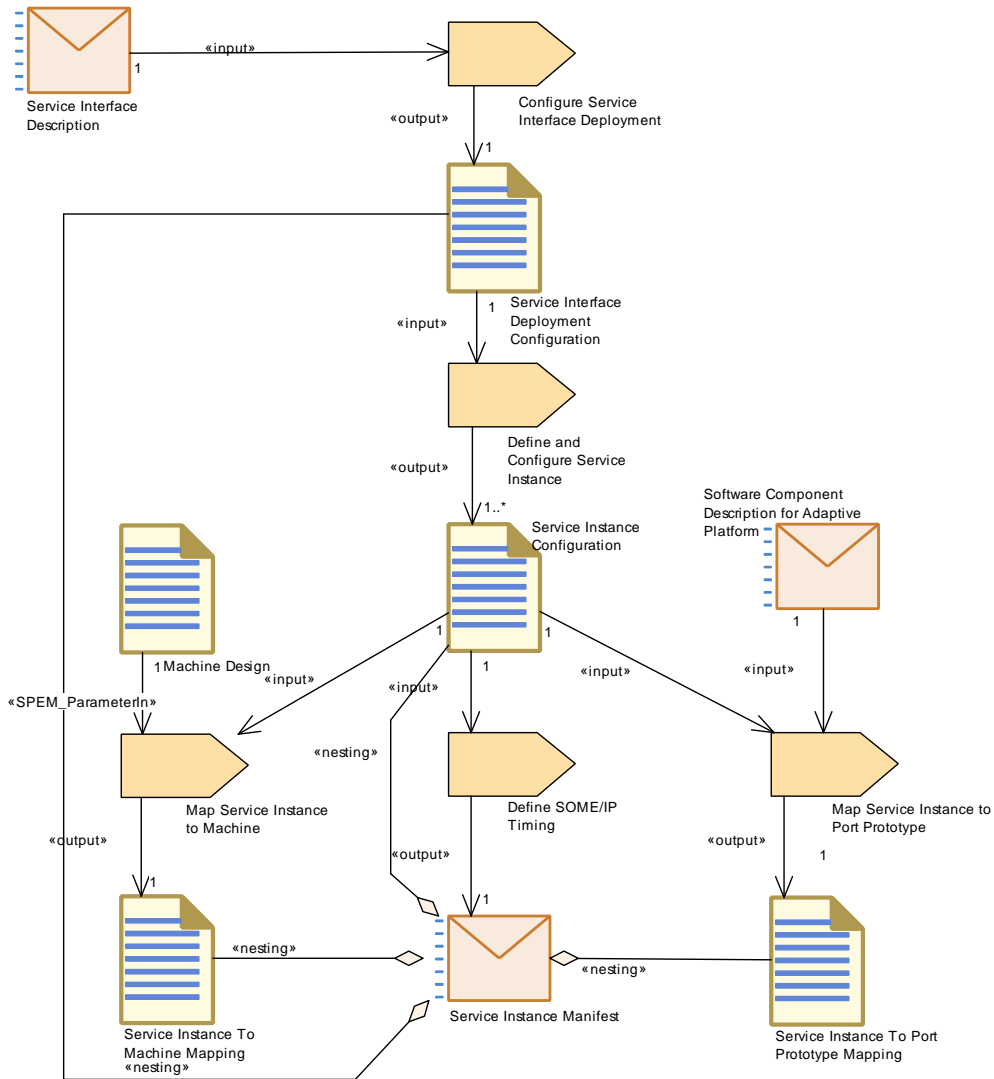 «input»
1
Service Interface
Description
Configure Service
Interface Deployment
«output»
1
1
Service Interface
Deployment
Configuration
«input»
Define and
Configure Service
Instance
«output»
1..*
Service Instance
Configuration
Software Component
Description for Adaptive
Platform
1
1
1
1
1
Machine Design
«input»
«input»
«input»
«input»
«SPEM_ParameterIn»
«nesting»
Map Service Instance
to Machine
Define SOME/IP
Timing
Map Service Instance to
Port Prototype
«output»
«output»
«output»
1
1
1
«nesting»
«nesting»
Service Instance Manifest
Service Instance To
Machine Mapping
«nesting»
Service Instance To Port
Prototype Mapping